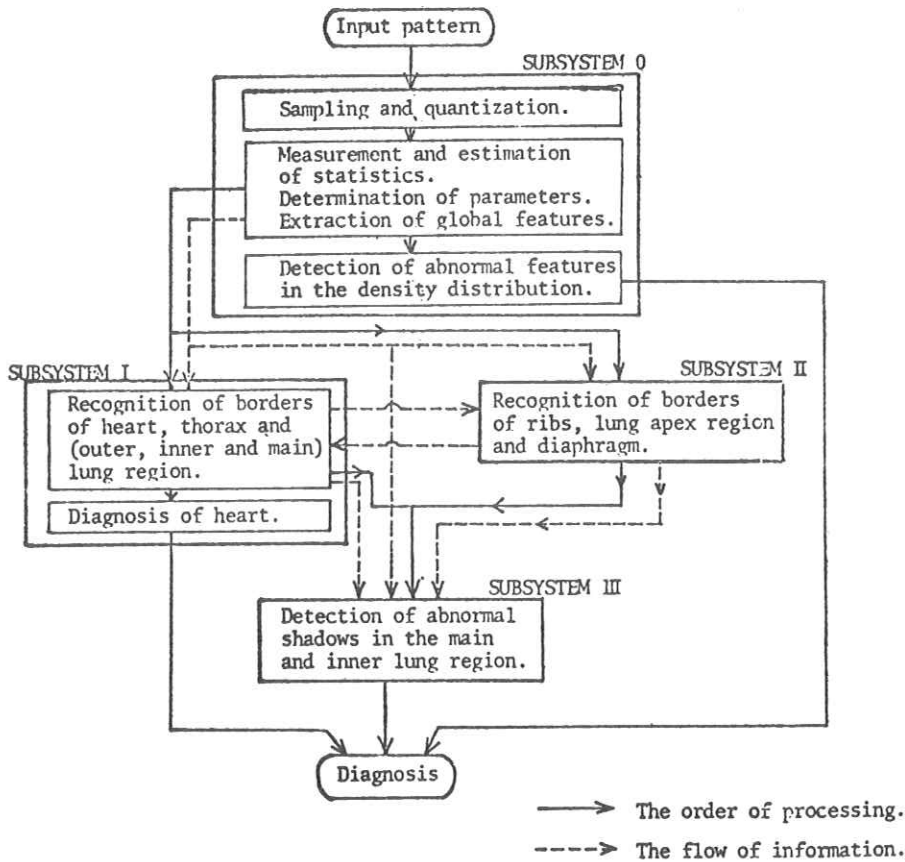 Input pattern
SUBSYSTEM 0
Sampling and quantization.
Measurement and estimation
of statistics.
Determination of parameters.
Extraction of global features.
Detection of abnormal features
in the density distribution.
SUBSYSTEM I
Recognition of borders
of heart, thorax and
(outer, inner and main)
lung region.
Diagnosis of heart.
SUBSYSTEM II
Recognition of borders
of ribs, lung apex region
and diaphragm.
SUBSYSTEM III
Detection of abnormal
shadows in the main
and inner lung region.
Diagnosis
The order of processing.
The flow of information.